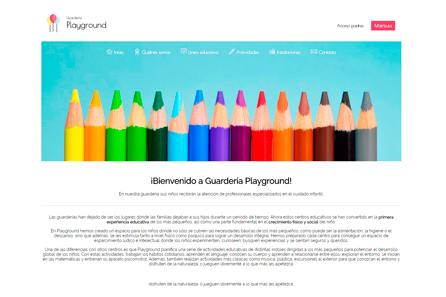 Guardería
Playground
Acceso padres
Matrícula
Inicio
Quiénes somos
Línea educativa
Actividades
Instalaciones
Contacto
¡Bienvenido a Guardería Playground!
En nuestra guardería sus niños recibirán la atención de profesionales especializados en el cuidado infantil.
Las guarderías han dejado de ser los lugares donde las familias dejaban a sus hijos durante un periodo de tiempo. Ahora estos centros educativos se han convertido en la primera
experiencia educativa de los más pequeños, así como una parte fundamental en el crecimiento físico y social del niño.
En Playground hemos creado un espacio para los niños donde no sólo se cubren las necesidades básicas de los más pequeños, como puede ser la alimentación, la higiene o el
descanso, sino que además, se les estimula tanto a nivel físico como psíquico para lograr un desarrollo integral. Hemos preparado cada centro para conseguir un espacio de
esparcimiento lúdico e intelectual donde los niños experimenten, curioseen, busquen experiencias y se sientan seguros y queridos.
Una de las diferencias con otros centros es que Playground planifica una serie de actividades educativas de distinta índole, dirigidas a los más pequeños para potenciar el desarrollo
global de los niños. Con estas actividades, trabajan los hábitos cotidianos, aprenden el lenguaje, conocen su cuerpo y aprenden a relacionarse entre ellos, exploran el entorno, se inician
en las matemáticas y entrenan su aparato psicomotriz. Además, también realizan actividades más clásicas como música, plástica, excursiones al exterior para que conozcan el entorno y
disfruten de la naturaleza, o jueguen libremente a lo que más les apetezca.
disfruten de la naturaleza, o jueguen libremente a lo que más les apetezca.